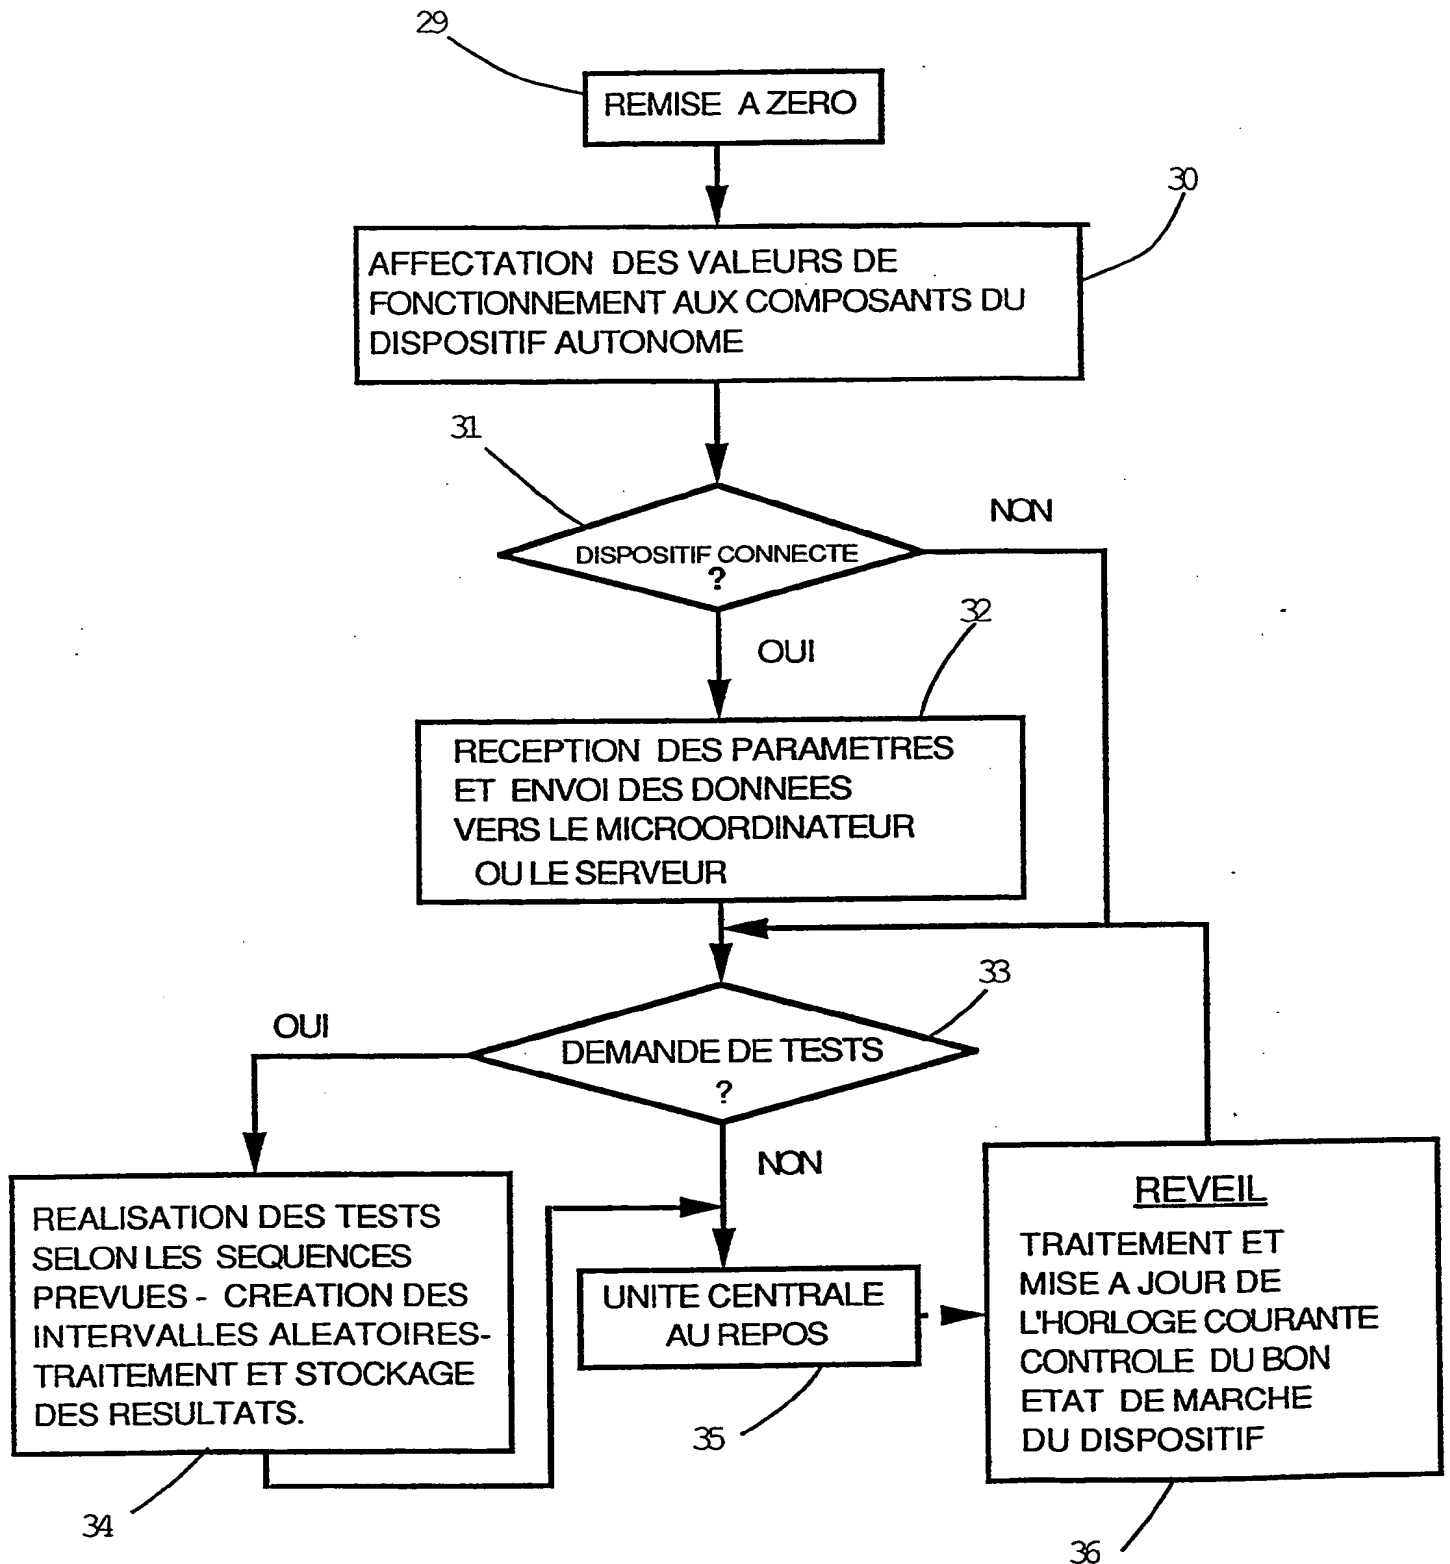 29
REMISE A ZERO
30
AFFECTATION DES VALEURS DE
FONCTIONNEMENT AUX COMPOSANTS DU
DISPOSITIF AUTONOME
31
NON
DISPOSITIF CONNECTE
?
32
OUI
RECEPTION DES PARAMETRES
ET ENVOI DES DONNEES
VERS LE MICROORDINATEUR
OU LE SERVEUR
33
OUI
DEMANDE DE TESTS
?
NON
REALISATION DES TESTS
SELON LES SEQUENCES
PREVUES - CREATION DES
INTERVALLES ALEATOIRES-
TRAITEMENT ET STOCKAGE
DES RESULTATS.
34
UNITE CENTRALE
AU REPOS
35
REVEIL
TRAITEMENT ET
MISE A JOUR DE
L'HORLOGE COURANTE
CONTROLE DU BON
ETAT DE MARCHE
DU DISPOSITIF
36